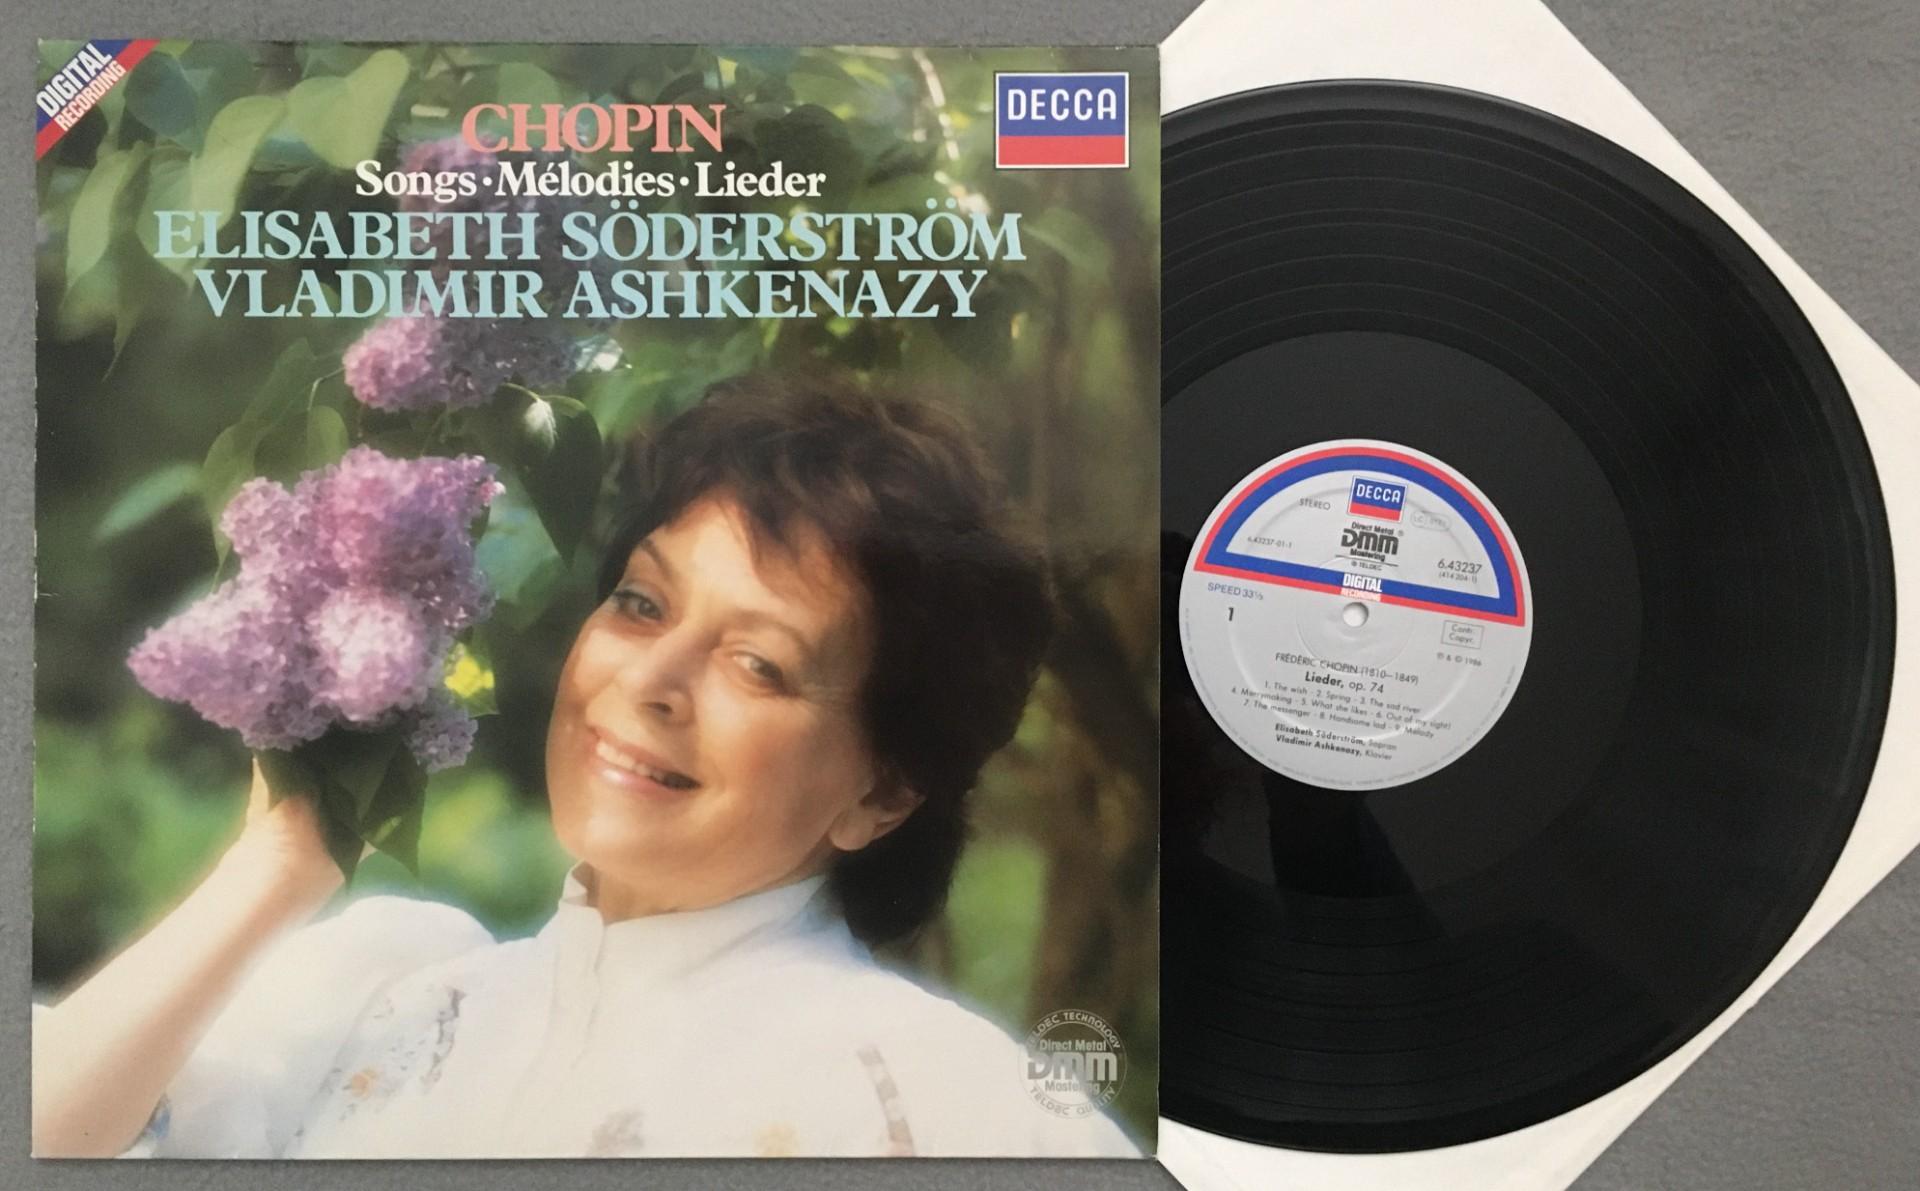 DIGITAL
RECORDING
CHOPIN
Songs·Mélodies·Lieder
ELISABETH SÖDERSTRÖM
VLADIMIR ASHKENAZY
DECCA
TELDEC TECHNOLOGY
Direct Metal
DMM
Mastering
TELDEC QUALITY
DECCA
STEREO
LC
Direct Metal
DMM®
Mastering
℗ TELDEC
6.43237-01-1
6.43237
(414 204-1)
DIGITAL
RECORDING
SPEED 33⅓
1
Conh.
Copyr.
℗ & © 1986
FRÉDÉRIC CHOPIN (1810–1849)
Lieder, op. 74
1. The wish - 2. Spring - 3. The sad river
4. Merrymaking - 5. What she likes - 6. Out of my sight)
7. The messenger - 8. Handsome lad - 9. Melody
Elisabeth Söderström, Sopran
Vladimir Ashkenazy, Klavier